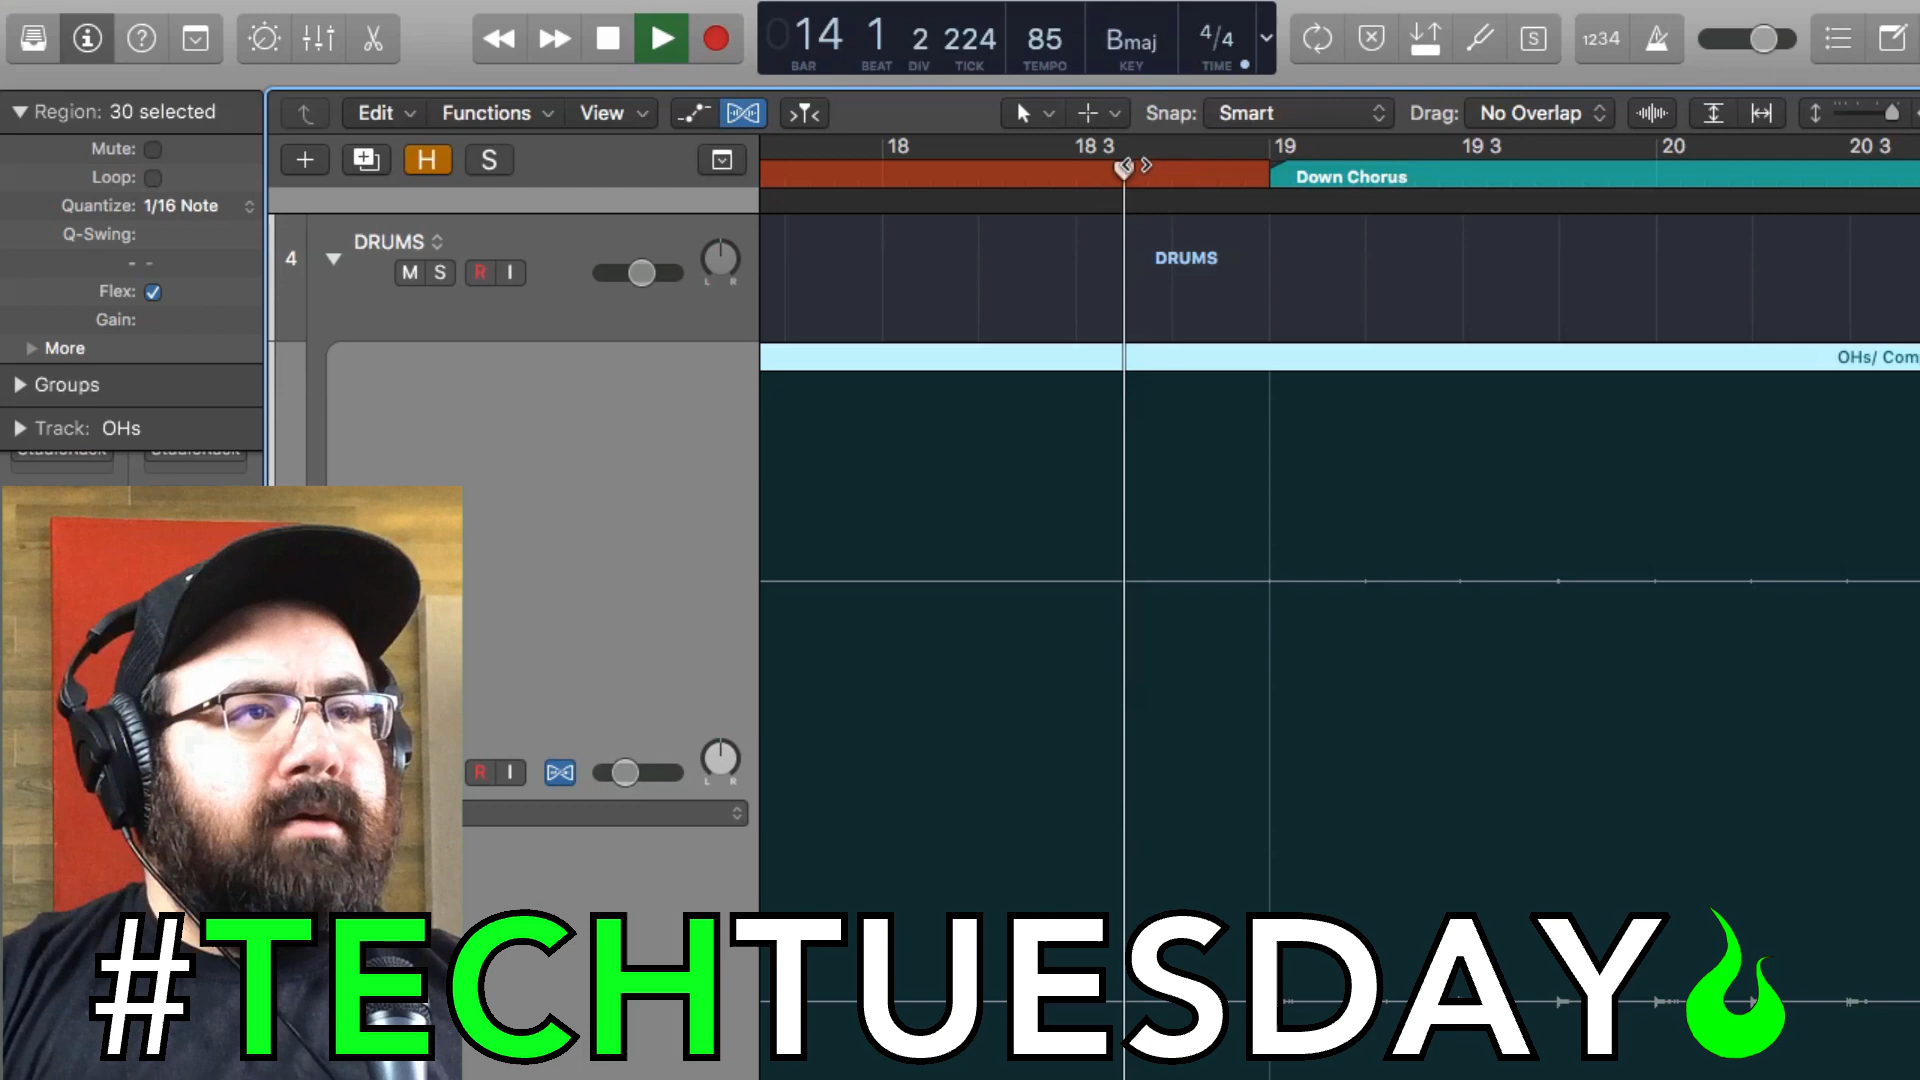 014 1 2 224 85 Bmaj 4/4
BAR BEAT DIV TICK TEMPO KEY TIME
S 1234
Region: 30 selected
Mute:
Loop:
Quantize: 1/16 Note
Q-Swing:
- -
Flex:
Gain:
More
Groups
Track: OHs
Edit Functions View
Snap: Smart
Drag: No Overlap
H S
18 18 3 19 19 3 20 20 3
Down Chorus
4 DRUMS
M S R I
L R
DRUMS
OHs/ Com
R I
L R
#TECHTUESDAY